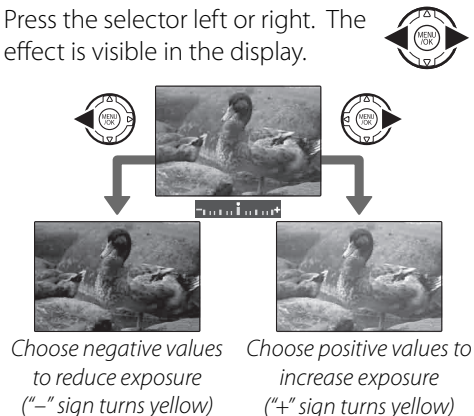 Press the selector left or right. The
effect is visible in the display.
MENU
/OK
MENU
/OK
MENU
/OK
– +
Choose negative values
to reduce exposure
(“–” sign turns yellow)
Choose positive values to
increase exposure
(“+” sign turns yellow)